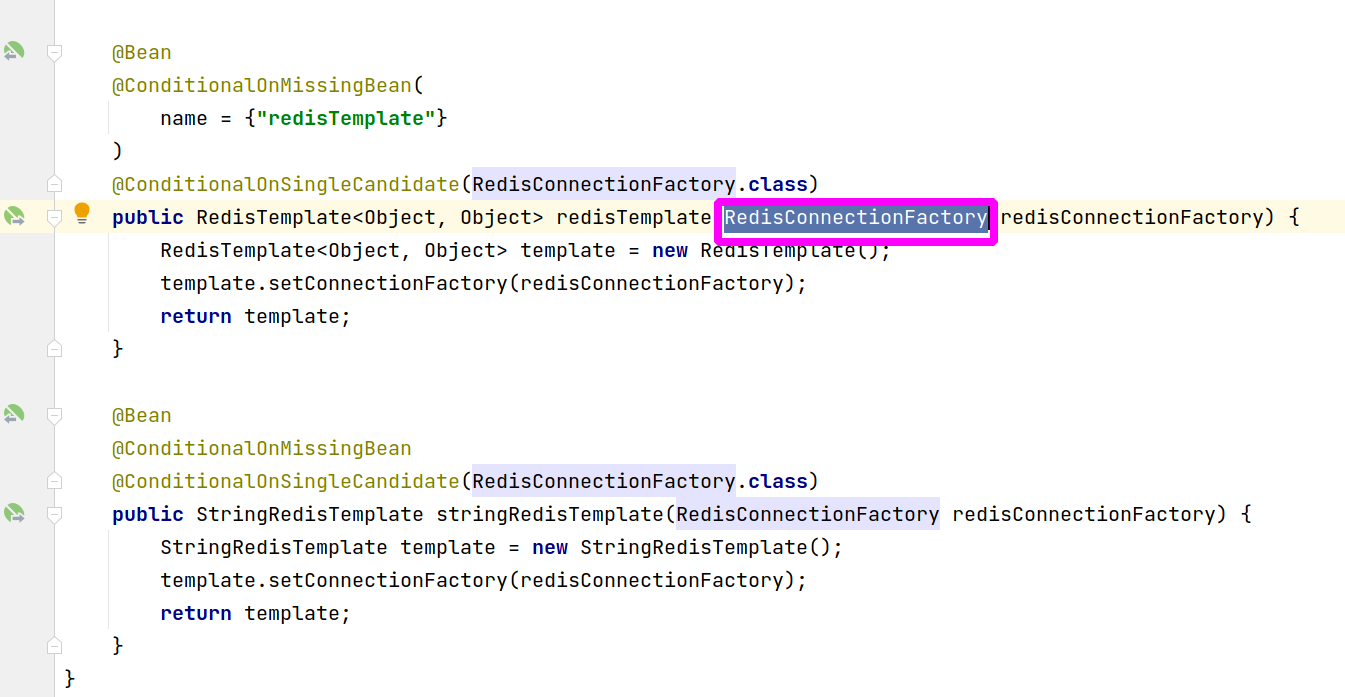 @Bean
@ConditionalOnMissingBean(
name = {"redisTemplate"}
)
@ConditionalOnSingleCandidate(RedisConnectionFactory.class)
public RedisTemplate<Object, Object> redisTemplate RedisConnectionFactory redisConnectionFactory) {
RedisTemplate<Object, Object> template = new RedisTemplate();
template.setConnectionFactory(redisConnectionFactory);
return template;
}
@Bean
@ConditionalOnMissingBean
@ConditionalOnSingleCandidate(RedisConnectionFactory.class)
public StringRedisTemplate stringRedisTemplate(RedisConnectionFactory redisConnectionFactory) {
StringRedisTemplate template = new StringRedisTemplate();
template.setConnectionFactory(redisConnectionFactory);
return template;
}
}